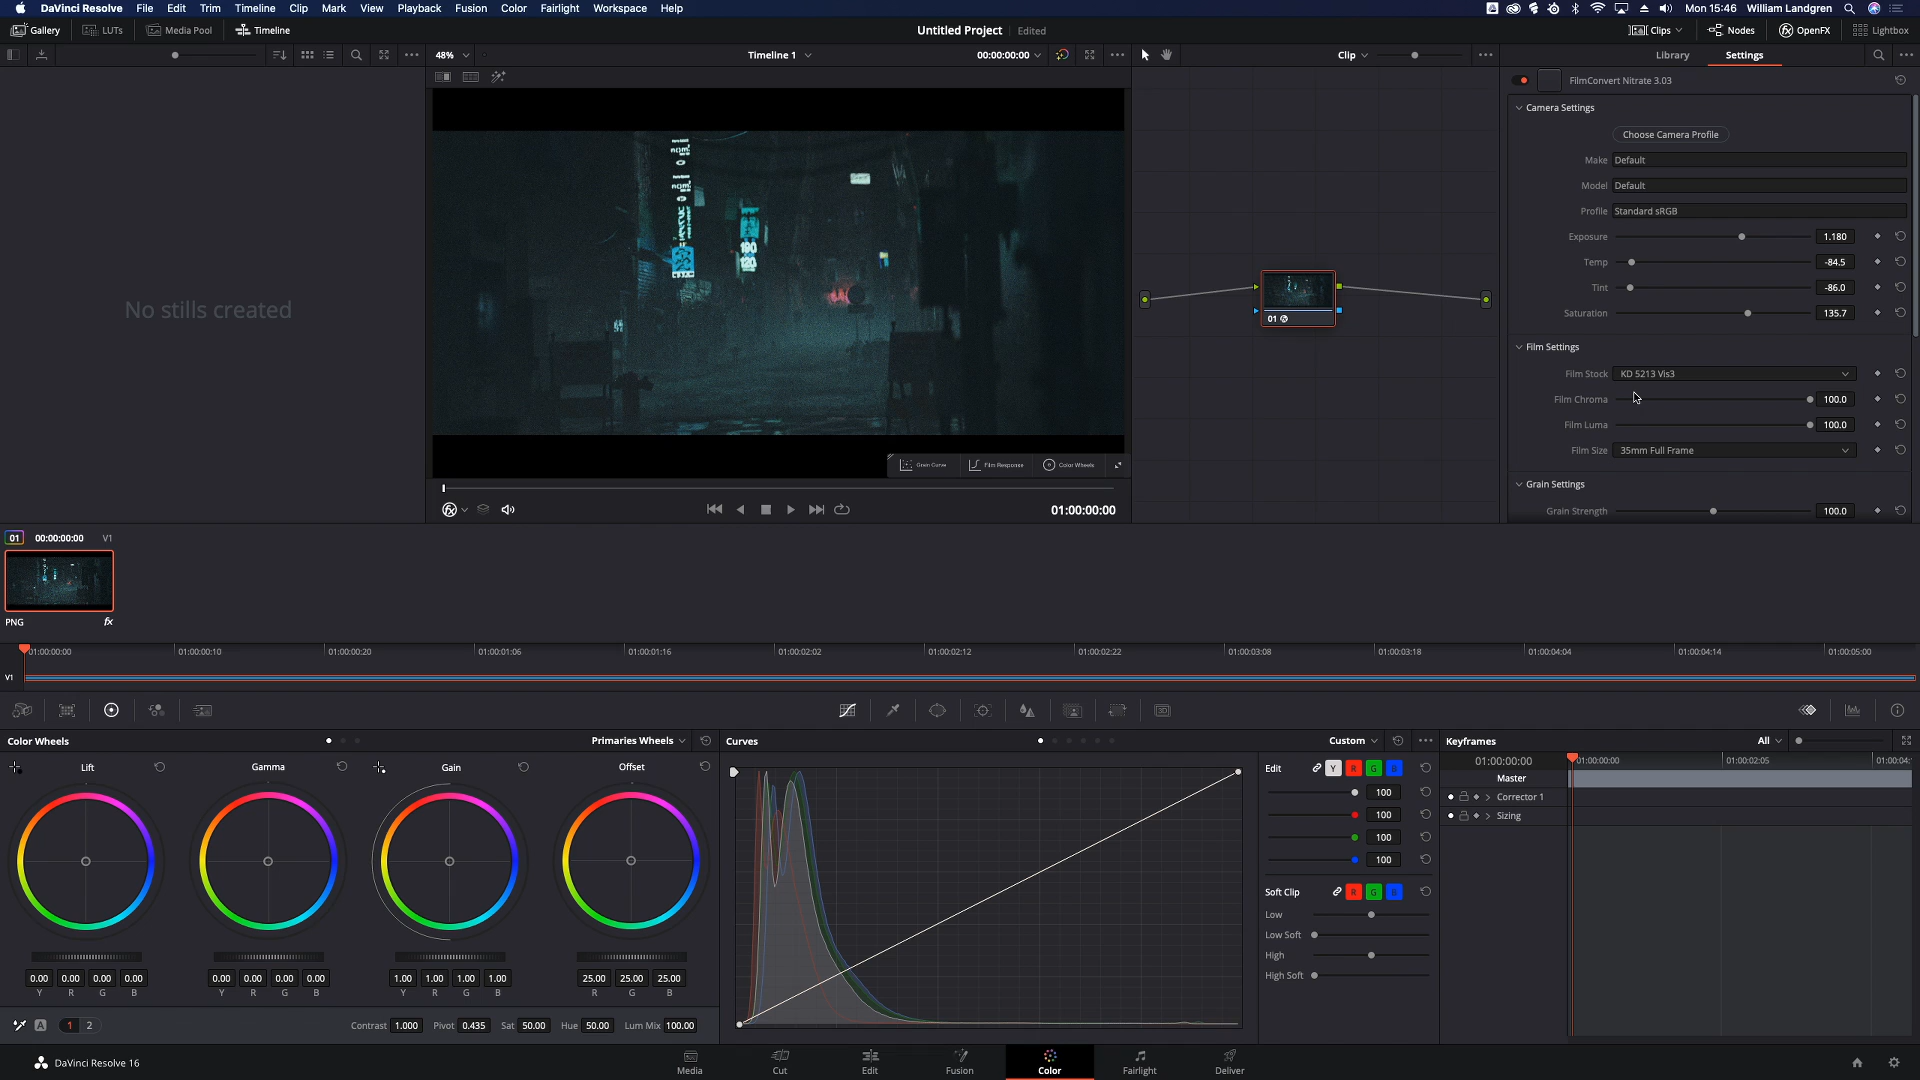 DaVinci Resolve File Edit Trim Timeline Clip Mark View Playback Fusion Color Fairlight Workspace Help
Mon 15:46 William Landgren
Gallery LUTs Media Pool Timeline
Untitled Project Edited
Clips Nodes OpenFX Lightbox
48% Timeline 1 00:00:00:00
Clip
Library Settings
FilmConvert Nitrate 3.03
Camera Settings
Choose Camera Profile
Make Default
Model Default
Profile Standard sRGB
Exposure 1.180
Temp -84.5
Tint -86.0
Saturation 135.7
Film Settings
Film Stock KD 5213 Vis3
Film Chroma 100.0
Film Luma 100.0
Film Size 35mm Full Frame
Grain Settings
Grain Strength 100.0
No stills created
190
120
Grain Curve Film Response Color Wheels
01
01:00:00:00
01 00:00:00:00 V1
PNG fx
01:00:00:00 01:00:00:10 01:00:00:20 01:00:01:06 01:00:01:16 01:00:02:02 01:00:02:12 01:00:02:22 01:00:03:08 01:00:03:18 01:00:04:04 01:00:04:14 01:00:05:00
V1
3D
Color Wheels Primaries Wheels
Lift Gamma Gain Offset
0.00 0.00 0.00 0.00 0.00 0.00 0.00 0.00 1.00 1.00 1.00 1.00 25.00 25.00 25.00
Y R G B Y R G B Y R G B R G B
A 1 2 Contrast 1.000 Pivot 0.435 Sat 50.00 Hue 50.00 Lum Mix 100.00
Curves Custom
Edit Y R G B
100
100
100
100
Soft Clip R G B
Low
Low Soft
High
High Soft
Keyframes All
01:00:00:00 01:00:00:00 01:00:02:05 01:00:04:
Master
Corrector 1
Sizing
DaVinci Resolve 16
Media Cut Edit Fusion Color Fairlight Deliver